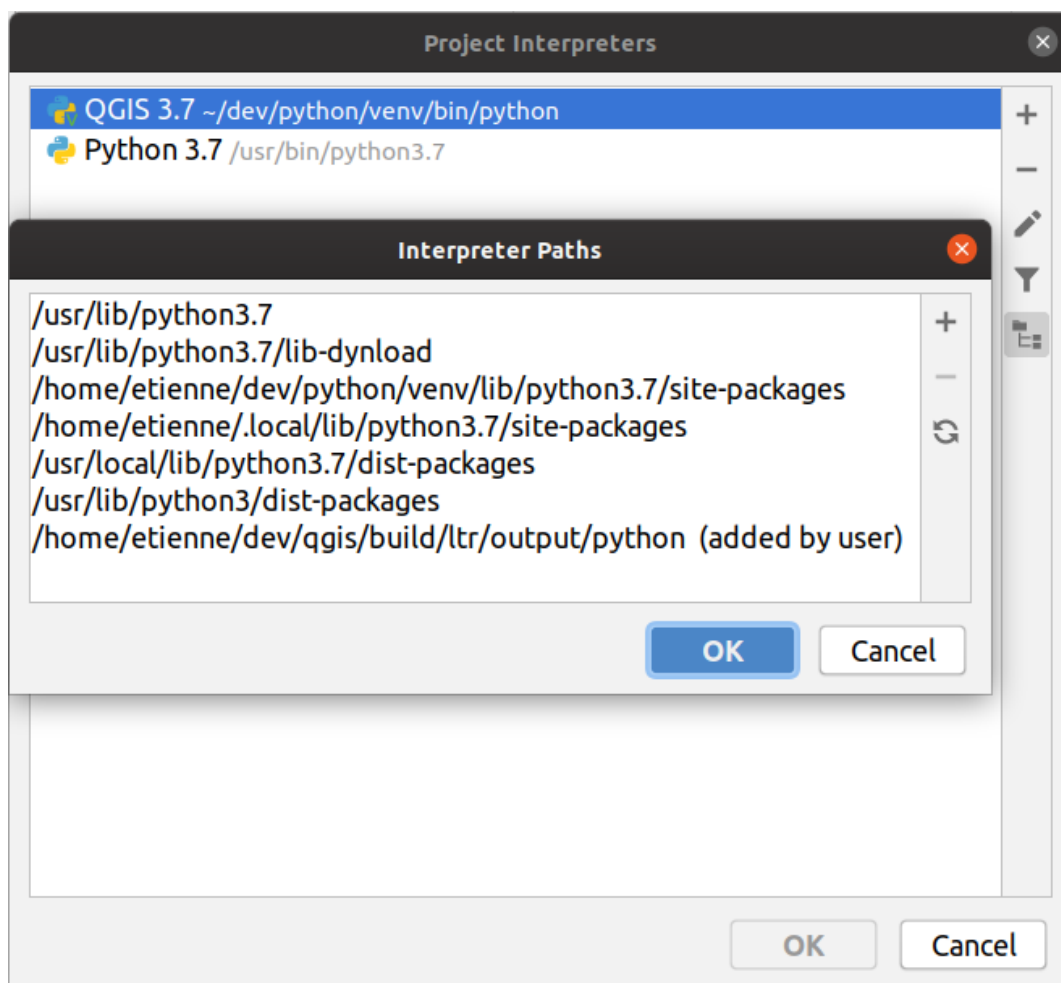 Project Interpreters
QGIS 3.7 ~/dev/python/venv/bin/python
Python 3.7 /usr/bin/python3.7
Interpreter Paths
/usr/lib/python3.7
/usr/lib/python3.7/lib-dynload
/home/etienne/dev/python/venv/lib/python3.7/site-packages
/home/etienne/.local/lib/python3.7/site-packages
/usr/local/lib/python3.7/dist-packages
/usr/lib/python3/dist-packages
/home/etienne/dev/qgis/build/ltr/output/python (added by user)
OK Cancel
OK Cancel